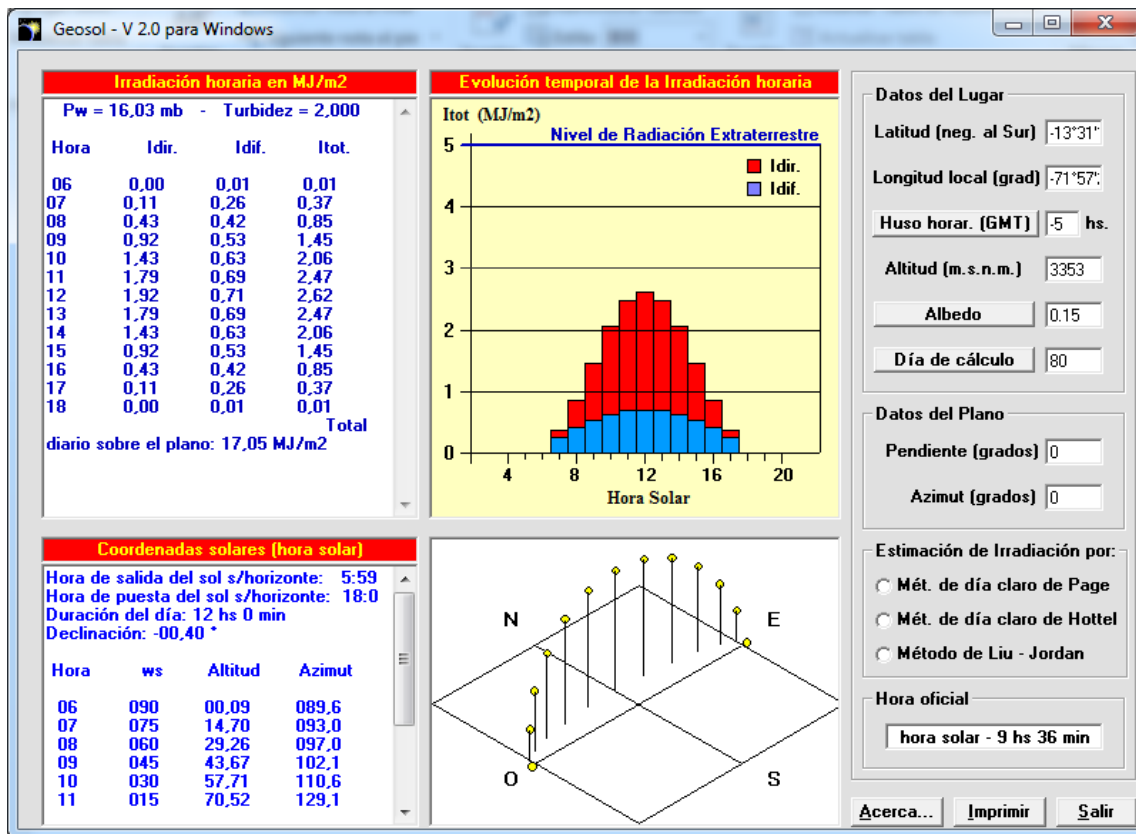 Geosol - V 2.0 para Windows
Irradiación horaria en MJ/m2
Pw = 16,03 mb - Turbidez = 2,000
Hora Idir. Idif. Itot.
06 0,00 0,01 0,01
07 0,11 0,26 0,37
08 0,43 0,42 0,85
09 0,92 0,53 1,45
10 1,43 0,63 2,06
11 1,79 0,69 2,47
12 1,92 0,71 2,62
13 1,79 0,69 2,47
14 1,43 0,63 2,06
15 0,92 0,53 1,45
16 0,43 0,42 0,85
17 0,11 0,26 0,37
18 0,00 0,01 0,01
Total
diario sobre el plano: 17,05 MJ/m2
Evolución temporal de la Irradiación horaria
Itot (MJ/m2)
Nivel de Radiación Extraterrestre
5
Idir.
Idif.
4
3
2
1
0
4 8 12 16 20
Hora Solar
Coordenadas solares (hora solar)
Hora de salida del sol s/horizonte: 5:59
Hora de puesta del sol s/horizonte: 18:0
Duración del día: 12 hs 0 min
Declinación: -00,40 °
Hora ws Altitud Azimut
06 090 00,09 089,6
07 075 14,70 093,0
08 060 29,26 097,0
09 045 43,67 102,1
10 030 57,71 110,6
11 015 70,52 129,1
N E
O S
Datos del Lugar
Latitud (neg. al Sur) -13°31'
Longitud local (grad) -71°57'
Huso horar. (GMT) -5 hs.
Altitud (m.s.n.m.) 3353
Albedo 0.15
Día de cálculo 80
Datos del Plano
Pendiente (grados) 0
Azimut (grados) 0
Estimación de Irradiación por:
Mét. de día claro de Page
Mét. de día claro de Hottel
Método de Liu - Jordan
Hora oficial
hora solar - 9 hs 36 min
Acerca... Imprimir Salir